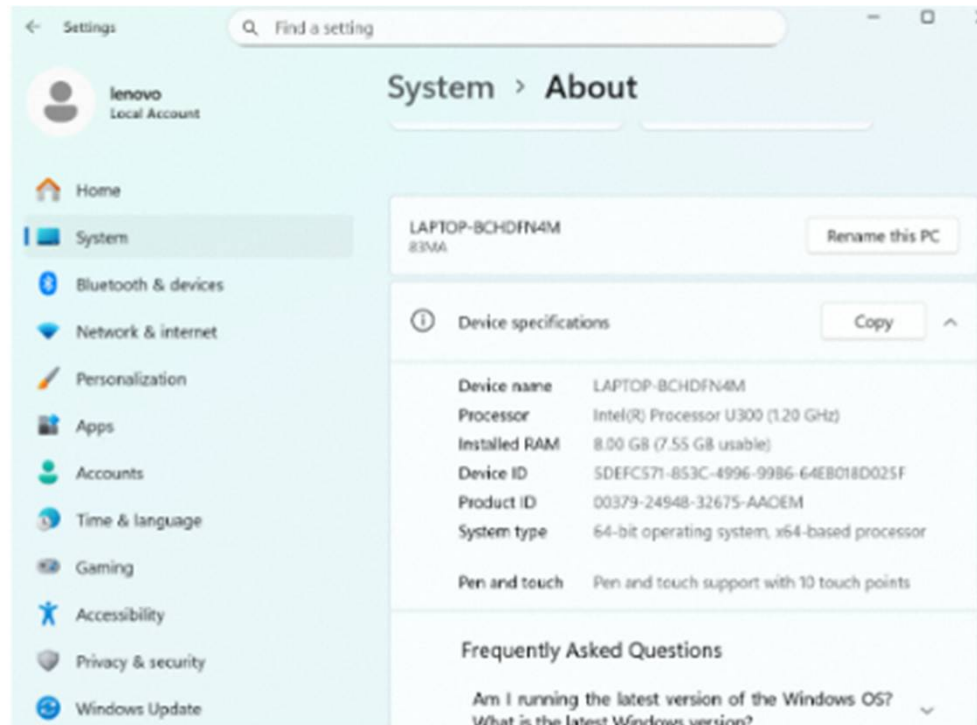 Settings
Find a setting
lenovo
Local Account
Home
System
Bluetooth & devices
Network & internet
Personalization
Apps
Accounts
Time & language
Gaming
Accessibility
Privacy & security
Windows Update
System > About
LAPTOP-BCHDFN4M
83MA
Rename this PC
Device specifications
Copy
Device name LAPTOP-BCHDFN4M
Processor Intel(R) Processor U300 (1.20 GHz)
Installed RAM 8.00 GB (7.55 GB usable)
Device ID 5DEFC571-853C-4996-99B6-64EB018D025F
Product ID 00379-24948-32675-AAOEM
System type 64-bit operating system, x64-based processor
Pen and touch Pen and touch support with 10 touch points
Frequently Asked Questions
Am I running the latest version of the Windows OS?
What is the latest Windows version?